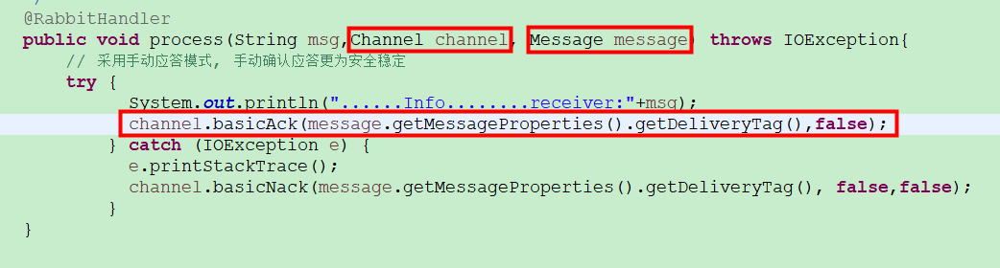 @RabbitHandler
public void process(String msg,Channel channel, Message message) throws IOException{
// 采用手动应答模式, 手动确认应答更为安全稳定
try {
System.out.println("......Info........receiver:"+msg);
channel.basicAck(message.getMessageProperties().getDeliveryTag(),false);
} catch (IOException e) {
e.printStackTrace();
channel.basicNack(message.getMessageProperties().getDeliveryTag(), false,false);
}
}